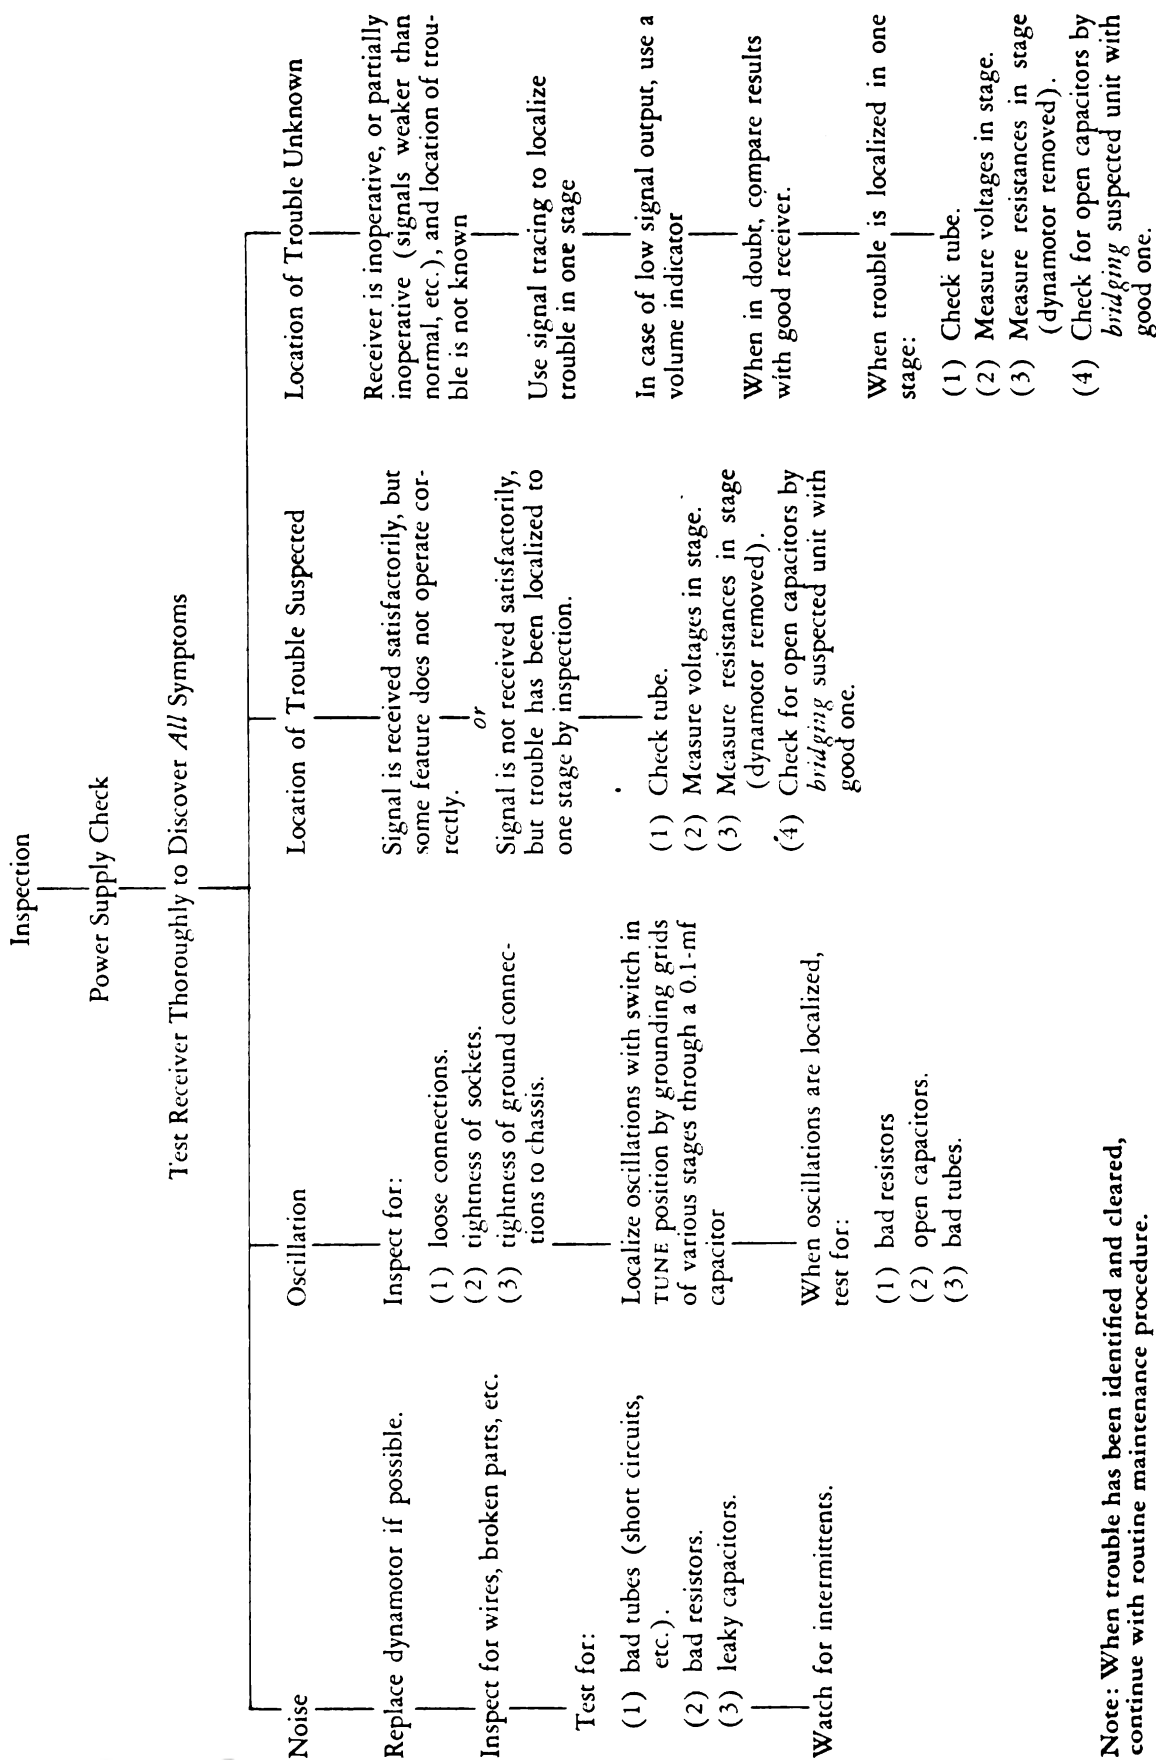 Inspection
Power Supply Check
Test Receiver Thoroughly to Discover All Symptoms
Noise
Replace dynamotor if possible.
Inspect for wires, broken parts, etc.
Test for:
(1) bad tubes (short circuits,
etc.).
(2) bad resistors.
(3) leaky capacitors.
Watch for intermittents.
Oscillation
Inspect for:
(1) loose connections.
(2) tightness of sockets.
(3) tightness of ground connec-
tions to chassis.
Localize oscillations with switch in
TUNE position by grounding grids
of various stages through a 0.1-mf
capacitor
When oscillations are localized,
test for:
(1) bad resistors
(2) open capacitors.
(3) bad tubes.
Location of Trouble Suspected
Signal is received satisfactorily, but
some feature does not operate cor-
rectly.
or
Signal is not received satisfactorily,
but trouble has been localized to
one stage by inspection.
(1) Check tube.
(2) Measure voltages in stage.
(3) Measure resistances in stage
(dynamotor removed).
(4) Check for open capacitors by
bridging suspected unit with
good one.
Location of Trouble Unknown
Receiver is inoperative, or partially
inoperative (signals weaker than
normal, etc.), and location of trou-
ble is not known
Use signal tracing to localize
trouble in one stage
In case of low signal output, use a
volume indicator
When in doubt, compare results
with good receiver.
When trouble is localized in one
stage:
(1) Check tube.
(2) Measure voltages in stage.
(3) Measure resistances in stage
(dynamotor removed).
(4) Check for open capacitors by
bridging suspected unit with
good one.
Note: When trouble has been identified and cleared,
continue with routine maintenance procedure.